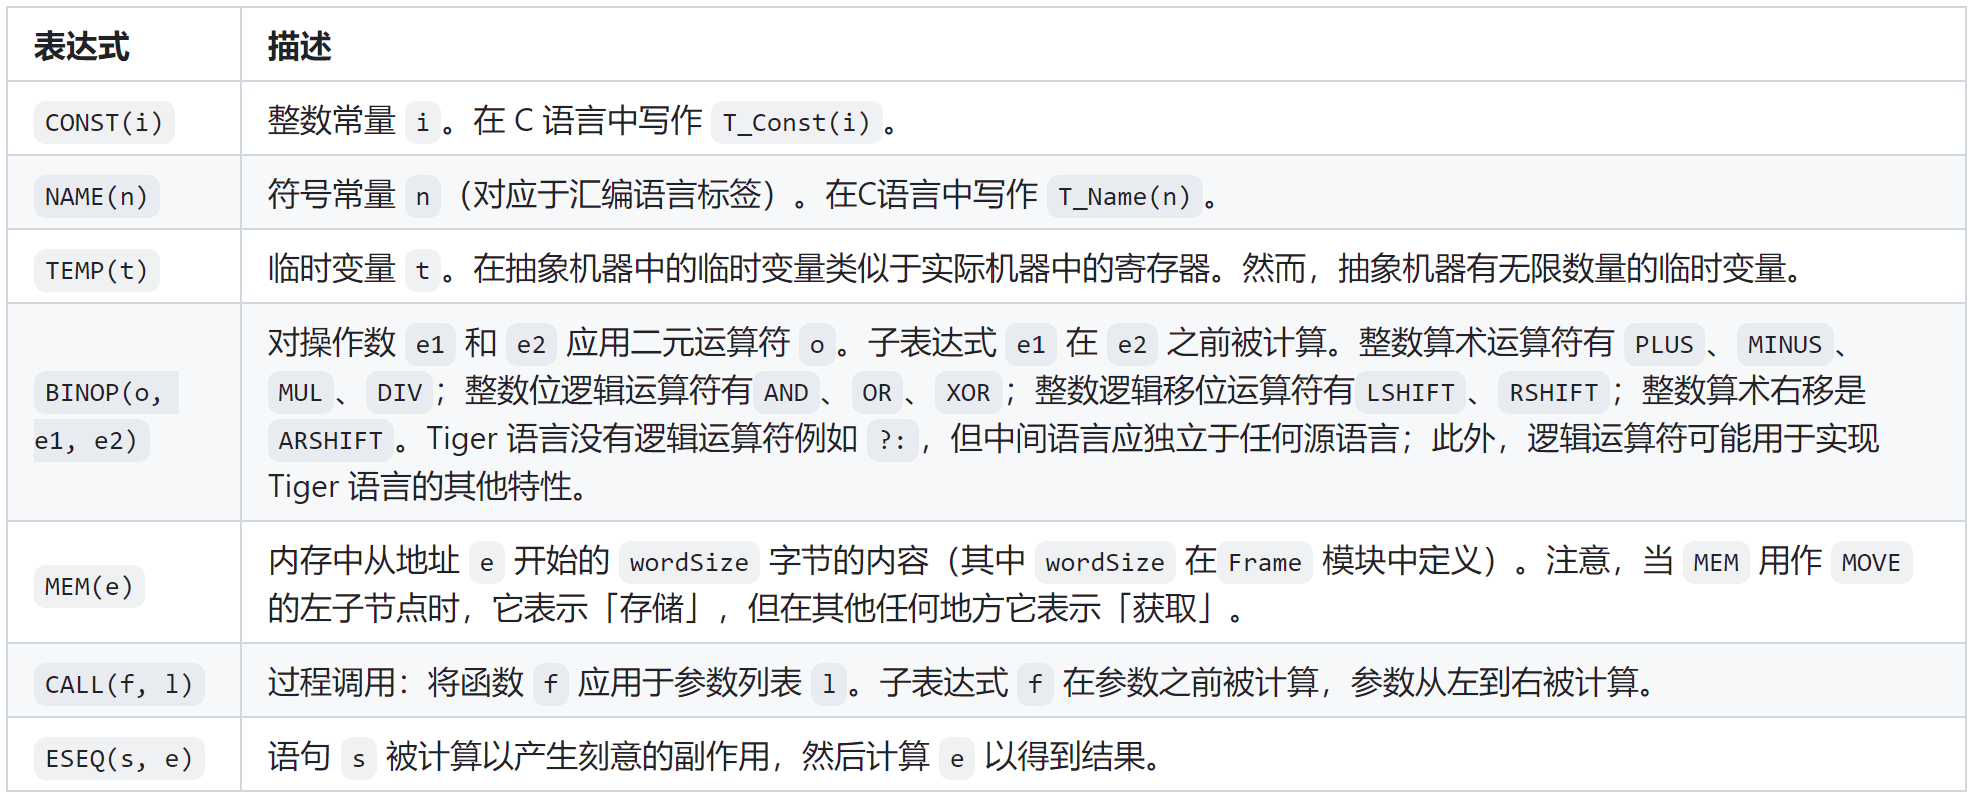 表达式 描述
CONST(i) 整数常量 i 。在 C 语言中写作 T_Const(i) 。
NAME(n) 符号常量 n （对应于汇编语言标签）。在C语言中写作 T_Name(n) 。
TEMP(t) 临时变量 t 。在抽象机器中的临时变量类似于实际机器中的寄存器。然而，抽象机器有无限数量的临时变量。
BINOP(o,
e1, e2)
对操作数 e1 和 e2 应用二元运算符 o 。子表达式 e1 在 e2 之前被计算。整数算术运算符有 PLUS 、 MINUS 、
MUL 、 DIV ；整数位逻辑运算符有 AND 、 OR 、 XOR ；整数逻辑移位运算符有 LSHIFT 、 RSHIFT ；整数算术右移是
ARSHIFT 。Tiger 语言没有逻辑运算符例如 ?: ，但中间语言应独立于任何源语言；此外，逻辑运算符可能用于实现
Tiger 语言的其他特性。
MEM(e)
内存中从地址 e 开始的 wordSize 字节的内容（其中 wordSize 在 Frame 模块中定义）。注意，当 MEM 用作 MOVE
的左子节点时，它表示「存储」，但在其他任何地方它表示「获取」。
CALL(f, l) 过程调用：将函数 f 应用于参数列表 l 。子表达式 f 在参数之前被计算，参数从左到右被计算。
ESEQ(s, e) 语句 s 被计算以产生刻意的副作用，然后计算 e 以得到结果。